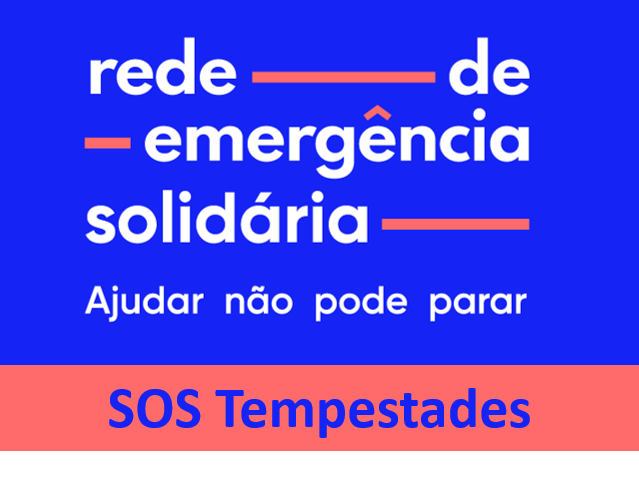 rede de
emergência
solidária
Ajudar não pode parar
SOS Tempestades